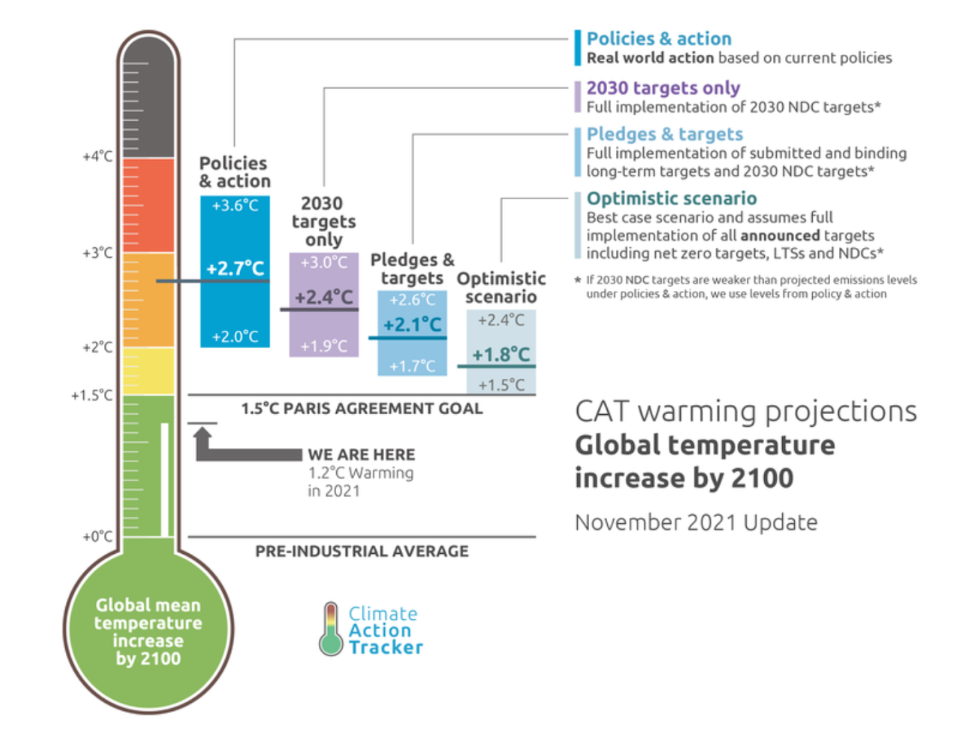 Policies & action
Real world action based on current policies
2030 targets only
Full implementation of 2030 NDC targets*
Pledges & targets
Full implementation of submitted and binding
long-term targets and 2030 NDC targets*
Optimistic scenario
Best case scenario and assumes full
implementation of all announced targets
including net zero targets, LTSs and NDCs*
* If 2030 NDC targets are weaker than projected emissions levels
under policies & action, we use levels from policy & action
+4°C
+3°C
+2°C
+1.5°C
+0°C
Policies
& action
+3.6°C
+2.7°C
+2.0°C
2030
targets
only
+3.0°C
+2.4°C
+1.9°C
Pledges &
targets
+2.6°C
+2.1°C
+1.7°C
Optimistic
scenario
+2.4°C
+1.8°C
+1.5°C
1.5°C PARIS AGREEMENT GOAL
WE ARE HERE
1.2°C Warming
in 2021
PRE-INDUSTRIAL AVERAGE
CAT warming projections
Global temperature
increase by 2100
November 2021 Update
Global mean
temperature
increase
by 2100
Climate
Action
Tracker